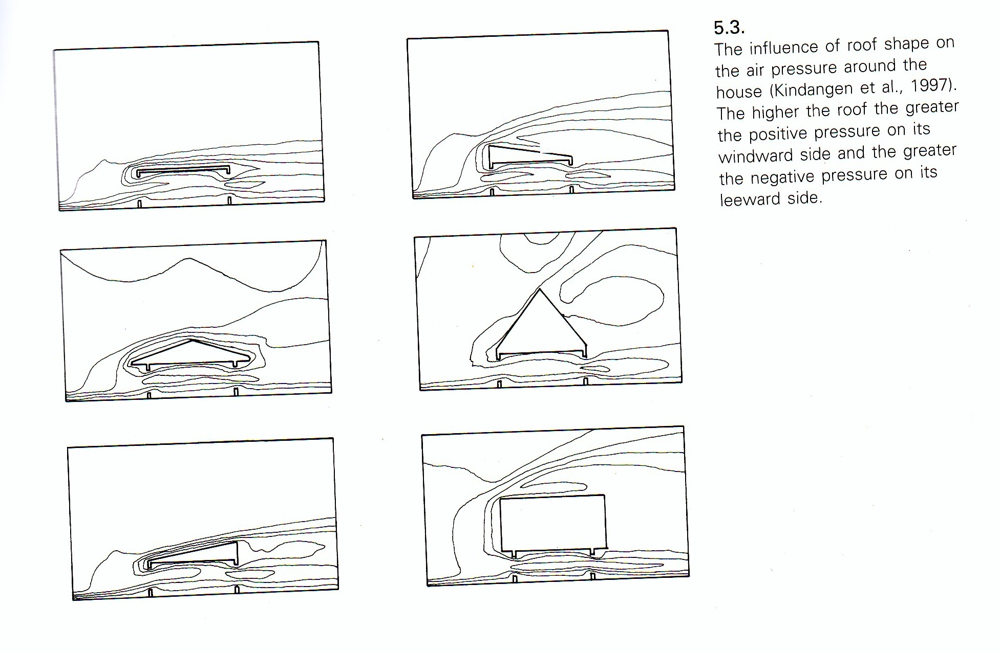 5.3.
The influence of roof shape on
the air pressure around the
house (Kindangen et al., 1997).
The higher the roof the greater
the positive pressure on its
windward side and the greater
the negative pressure on its
leeward side.